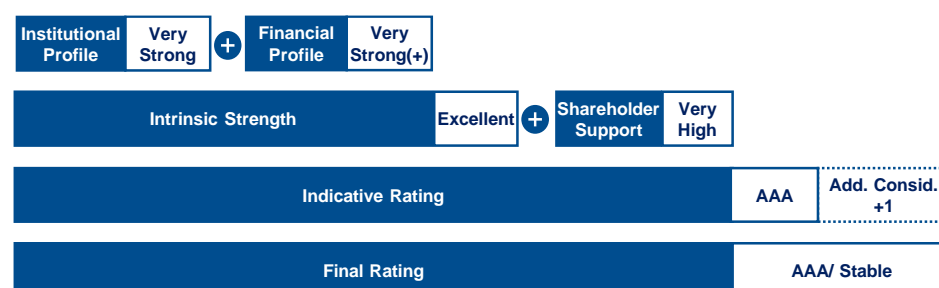 Institutional Profile
Very Strong
+
Financial Profile
Very Strong(+)
Intrinsic Strength
Excellent
+
Shareholder Support
Very High
Indicative Rating
AAA
Add. Consid. +1
Final Rating
AAA/ Stable